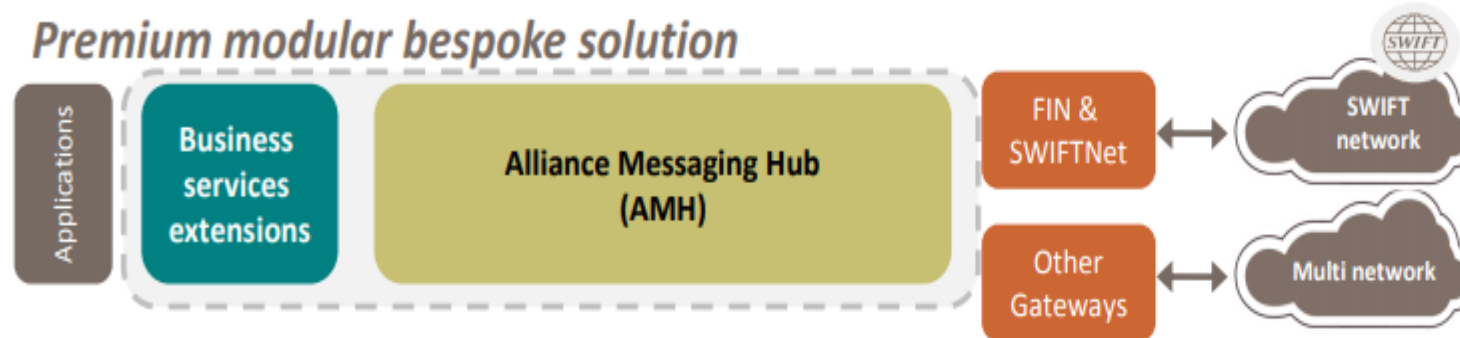 Premium modular bespoke solution
Applications
Business
services
extensions
Alliance Messaging Hub
(AMH)
FIN &
SWIFTNet
SWIFT
SWIFT
network
Other
Gateways
Multi network